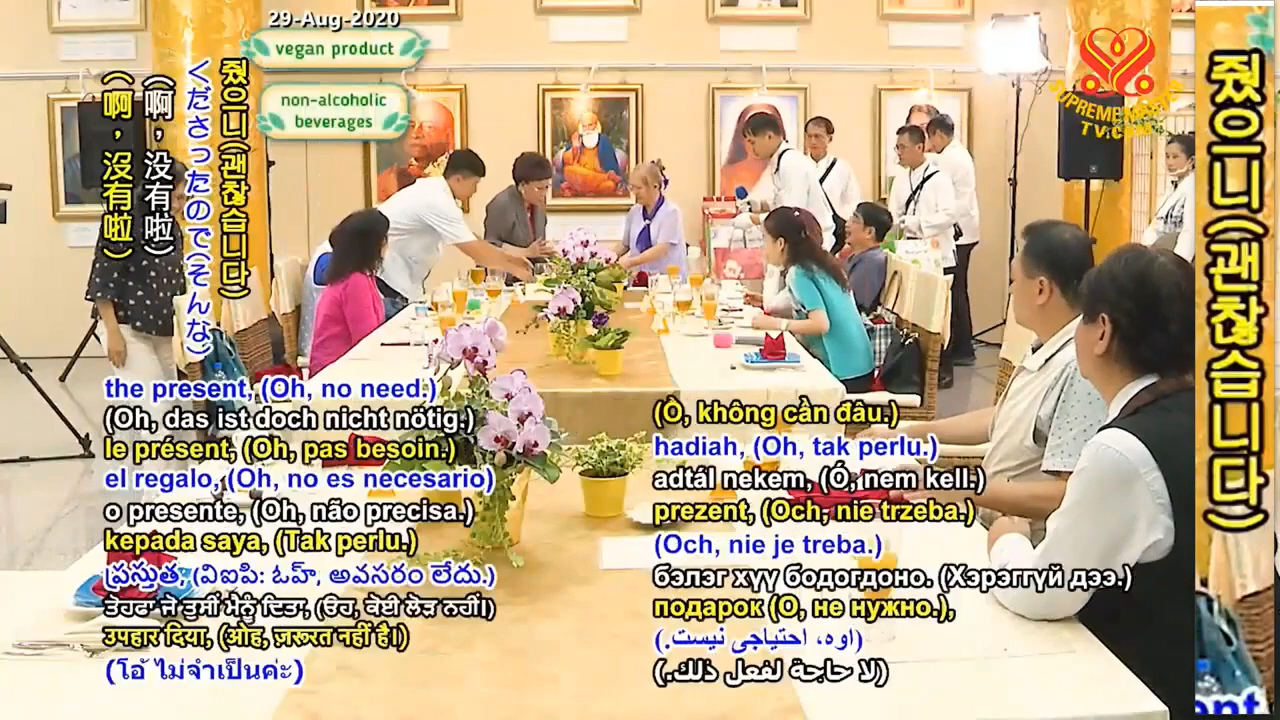 29-Aug-2020
vegan product
non-alcoholic
beverages
SUPREMEMASTER
TV.COM
줬으니(괜찮습니다)
くださったので(そんな)
(啊，没有啦)
(啊，沒有啦)
the present, (Oh, no need.)
(Oh, das ist doch nicht nötig.)
le présent, (Oh, pas besoin.)
el regalo, (Oh, no es necesario)
o presente, (Oh, não precisa.)
kepada saya, (Tak perlu.)
ప్రస్తుత, (విఐపి: ఓహ్, అవసరం లేదు.)
ਤੋਹਫਾ ਜੋ ਤੁਸੀਂ ਮੈਨੂੰ ਦਿਤਾ, (ਓਹ, ਕੋਈ ਲੋੜ ਨਹੀਂ।)
उपहार दिया, (ओह, ज़रूरत नहीं है।)
(โอ้ ไม่จำเป็นค่ะ)
(Ò, không cần đâu.)
hadiah, (Oh, tak perlu.)
adtál nekem, (Ó, nem kell.)
prezent, (Och, nie trzeba.)
(Och, nie je treba.)
бэлэг хүү бодогдоно. (Хэрэггүй дээ.)
подарок (О, не нужно.),
(اوه، احتیاجی نیست.)
(لا حاجة لفعل ذلك.)
줬으니(괜찮습니다)
ent